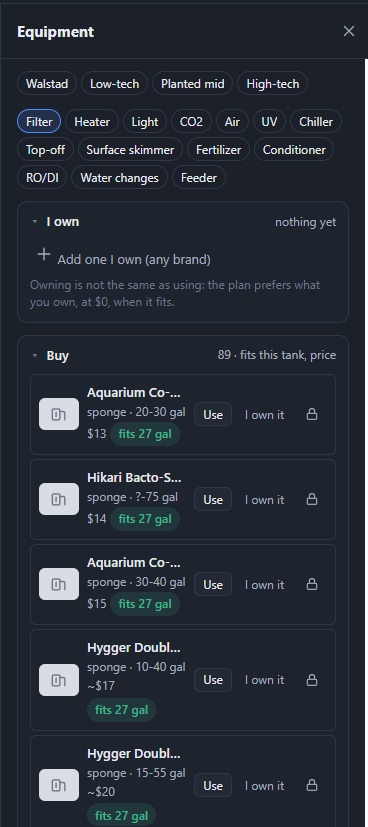 Equipment
Walstad Low-tech Planted mid High-tech
Filter Heater Light CO2 Air UV Chiller
Top-off Surface skimmer Fertilizer Conditioner
RO/DI Water changes Feeder
I own nothing yet
Add one I own (any brand)
Owning is not the same as using: the plan prefers what
you own, at $0, when it fits.
Buy 89 · fits this tank, price
Aquarium Co-...
sponge · 20-30 gal Use I own it
$13 fits 27 gal
Hikari Bacto-S...
sponge · ?-75 gal Use I own it
$14 fits 27 gal
Aquarium Co-...
sponge · 30-40 gal Use I own it
$15 fits 27 gal
Hygger Doubl...
sponge · 10-40 gal Use I own it
~$17
fits 27 gal
Hygger Doubl...
sponge · 15-55 gal Use I own it
~$20
fits 27 gal